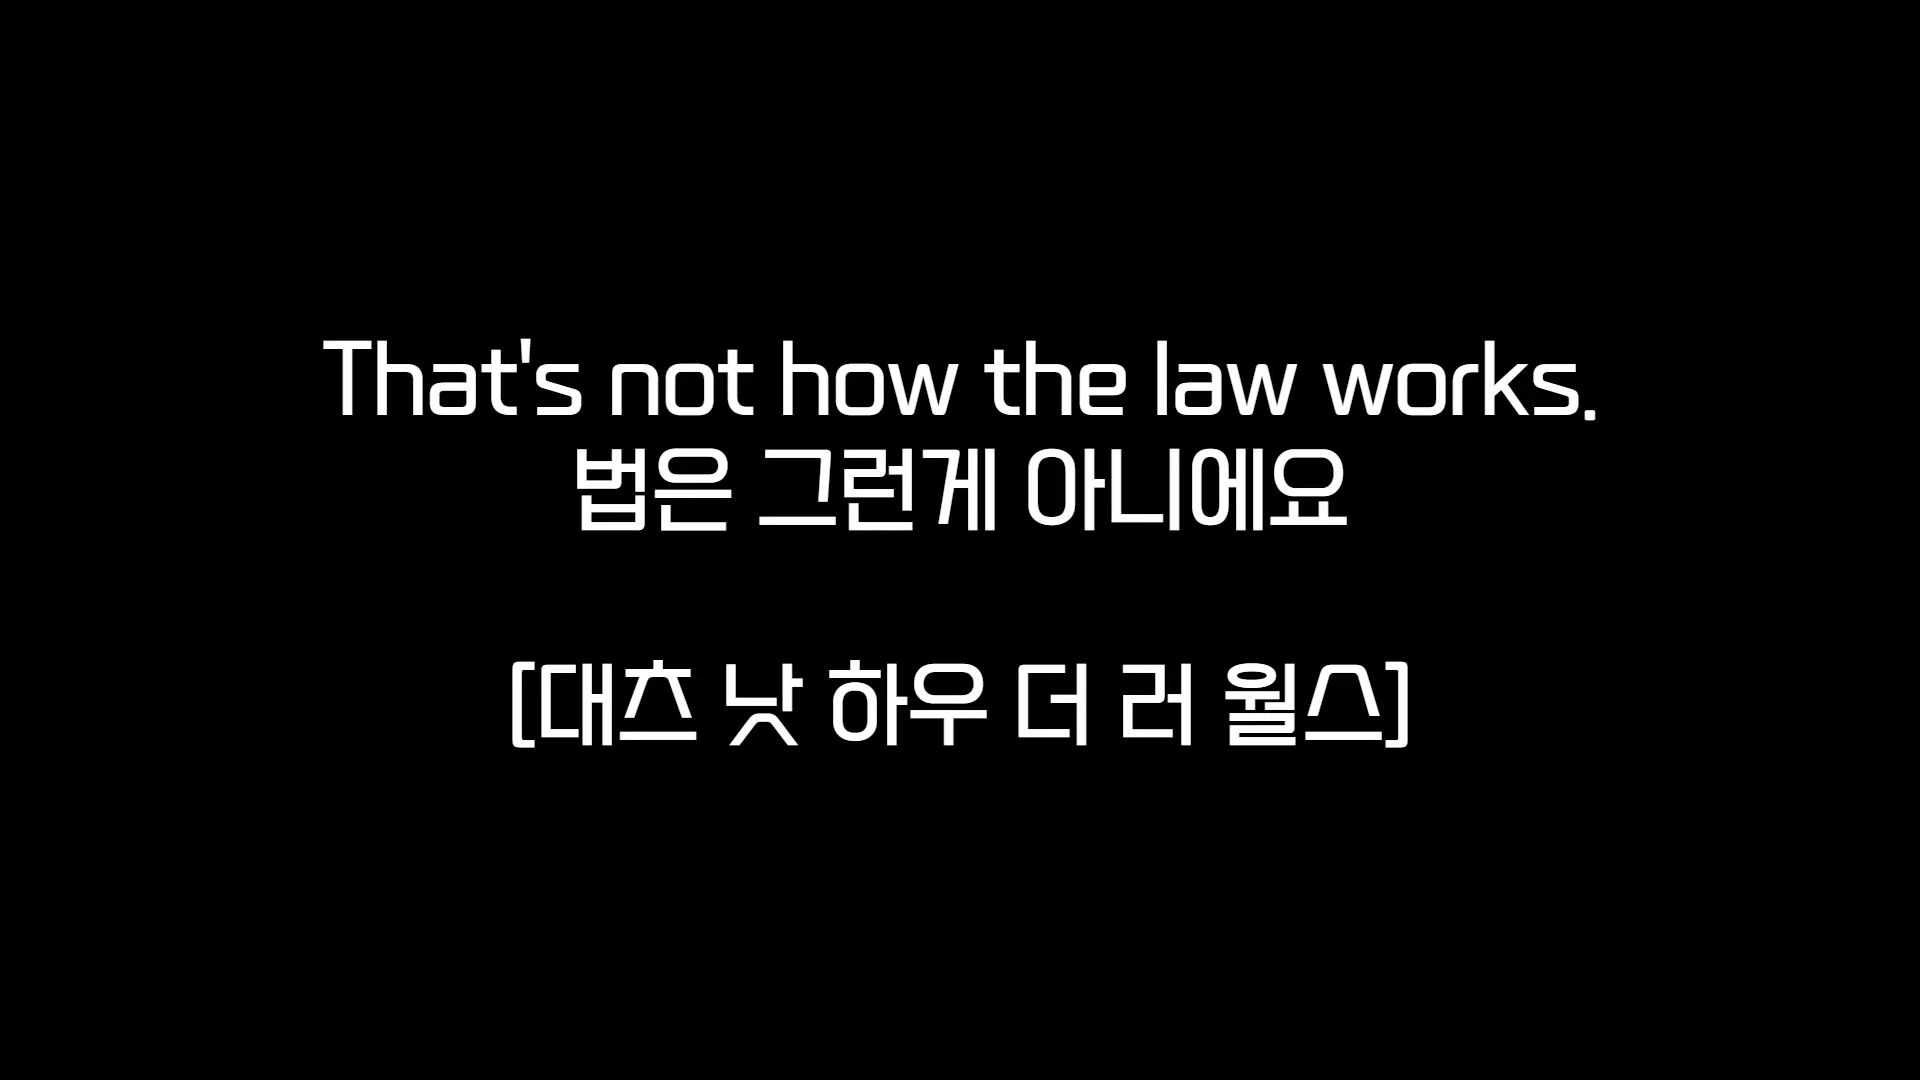 That's not how the law works.
법은 그런게 아니에요
[대츠 낫 하우 더 러 월스]